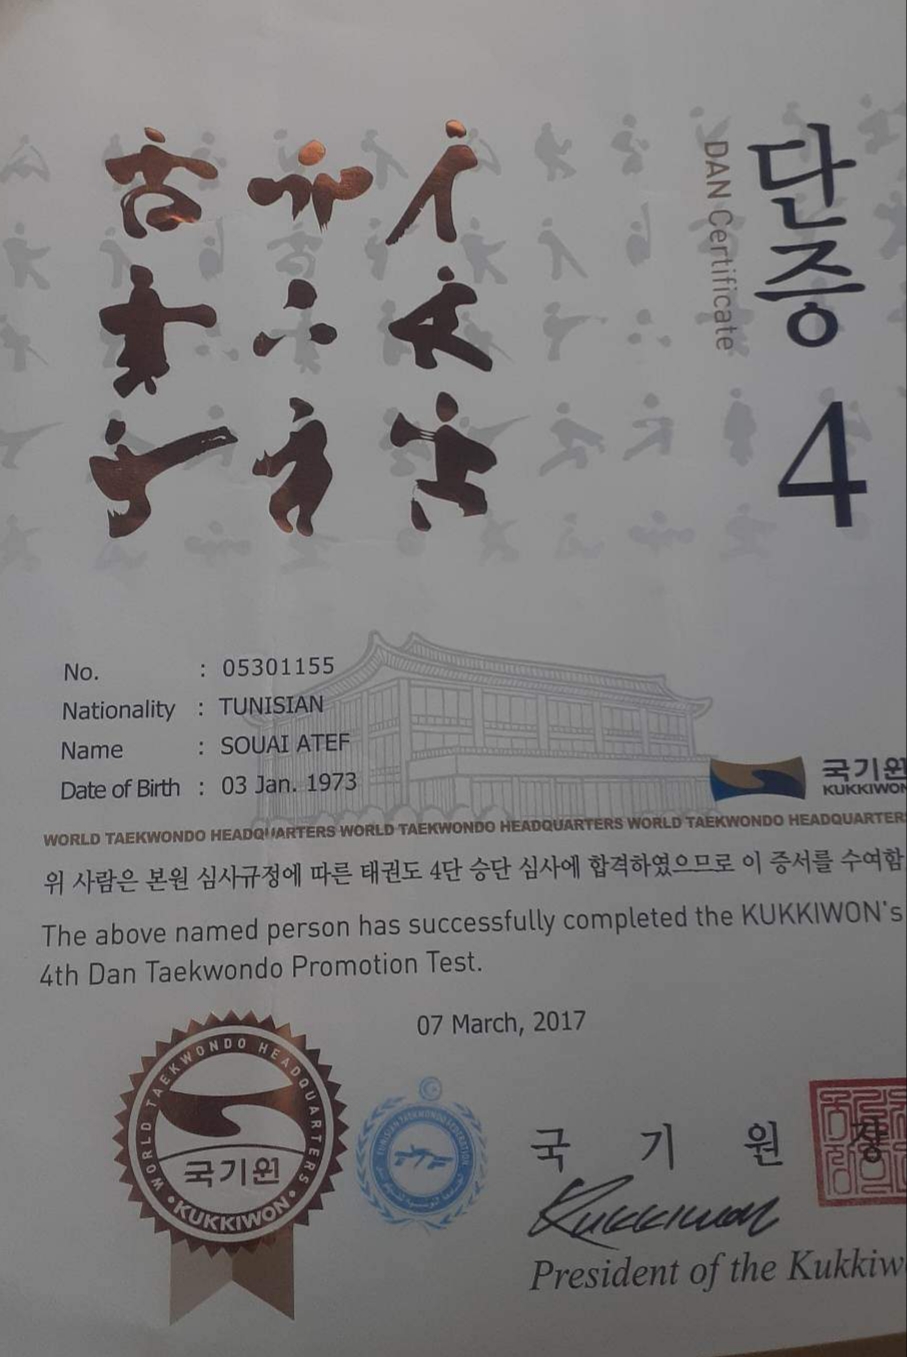 단증 4
DAN Certificate
No. : 05301155
Nationality : TUNISIAN
Name : SOUAI ATEF
Date of Birth : 03 Jan. 1973
국기원
KUKKIWON
WORLD TAEKWONDO HEADQUARTERS WORLD TAEKWONDO HEADQUARTERS WORLD TAEKWONDO HEADQUARTER
위 사람은 본원 심사규정에 따른 태권도 4단 승단 심사에 합격하였으므로 이 증서를 수여함
The above named person has successfully completed the KUKKIWON's
4th Dan Taekwondo Promotion Test.
07 March, 2017
WORLD TAEKWONDO HEADQUARTERS
국기원
KUKKIWON
TUNISIAN TAEKWONDO FEDERATION
국 기 원 장
Kukkiwon
President of the Kukkiw